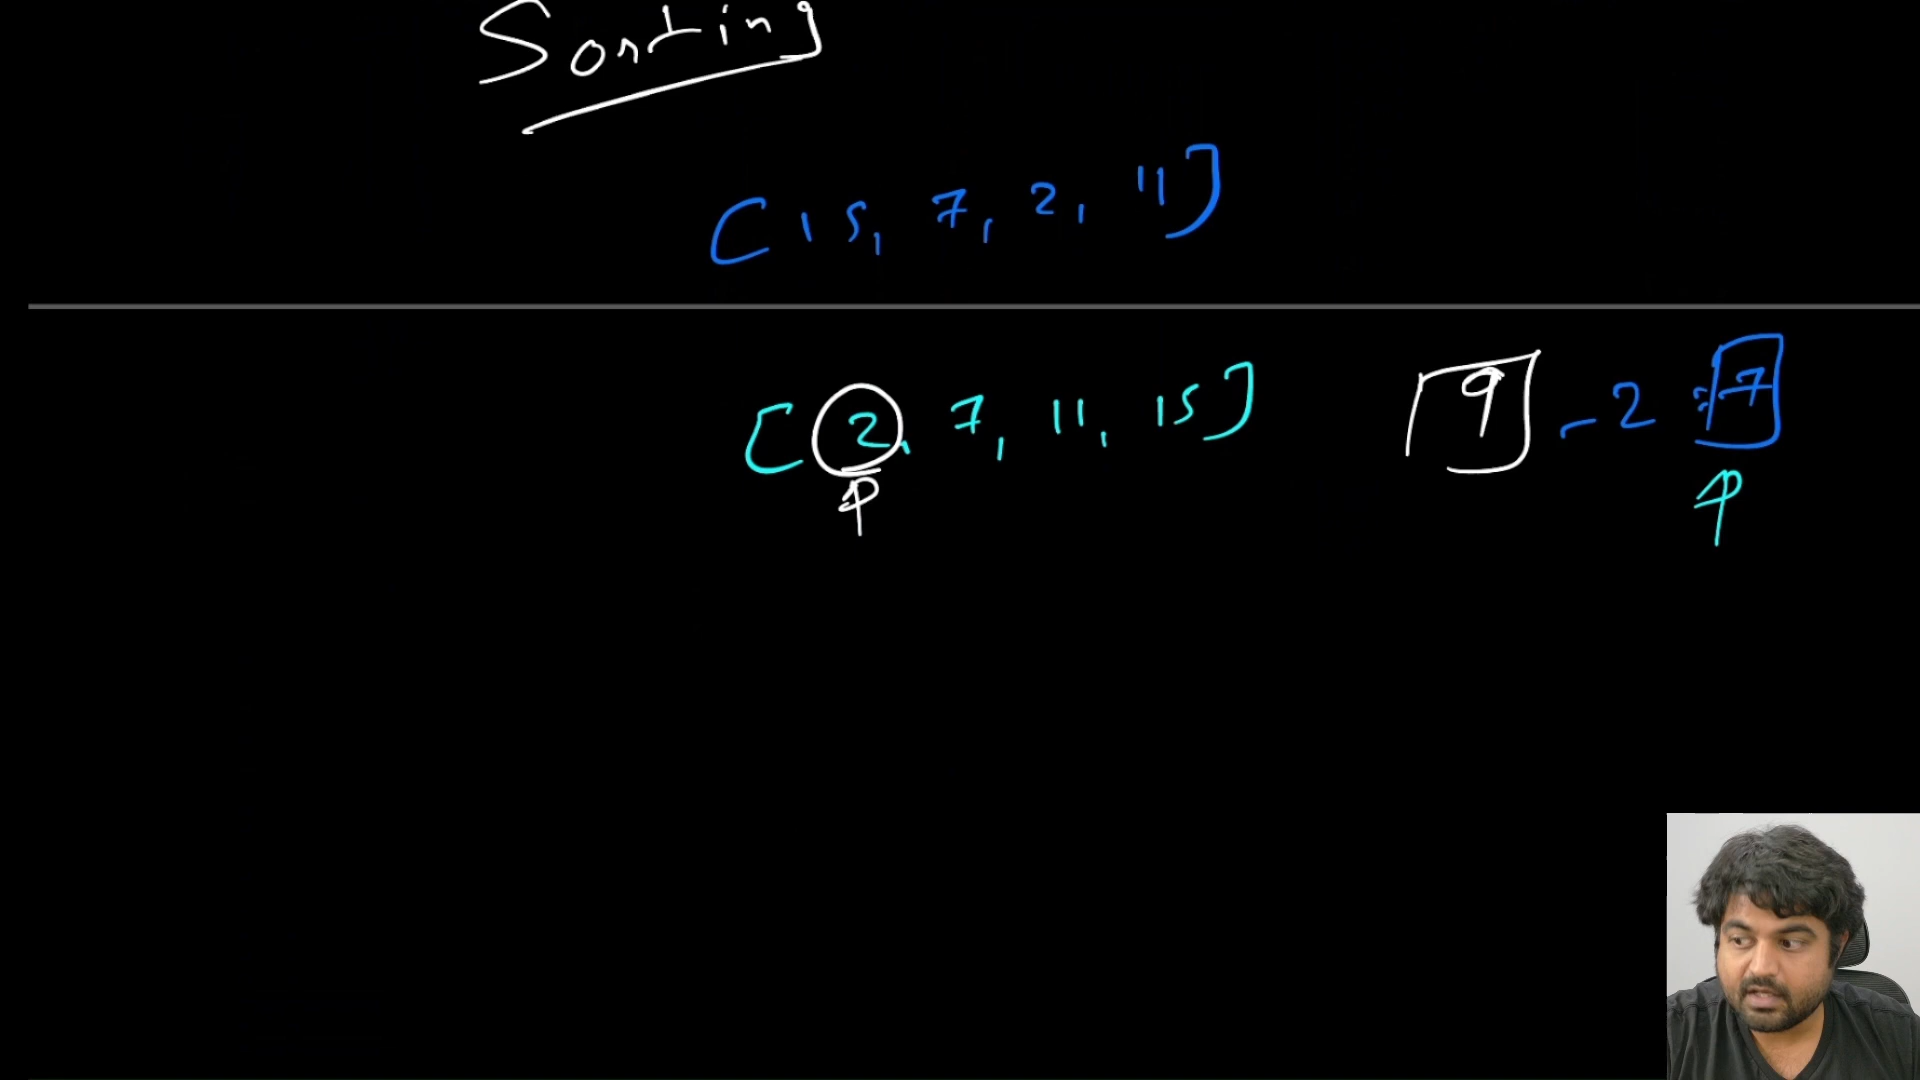 Sorting
[15, 7, 2, 11]
[2, 7, 11, 15] 9 - 2 = 7